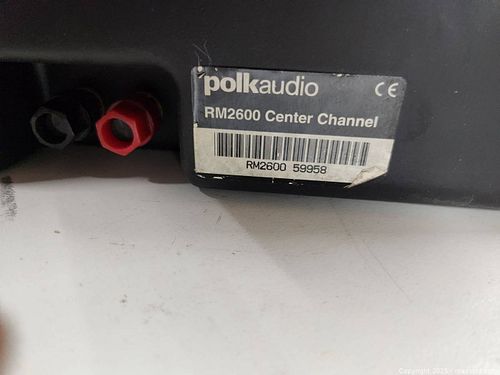 polkaudio CE
RM2600 Center Channel
RM2600 59958